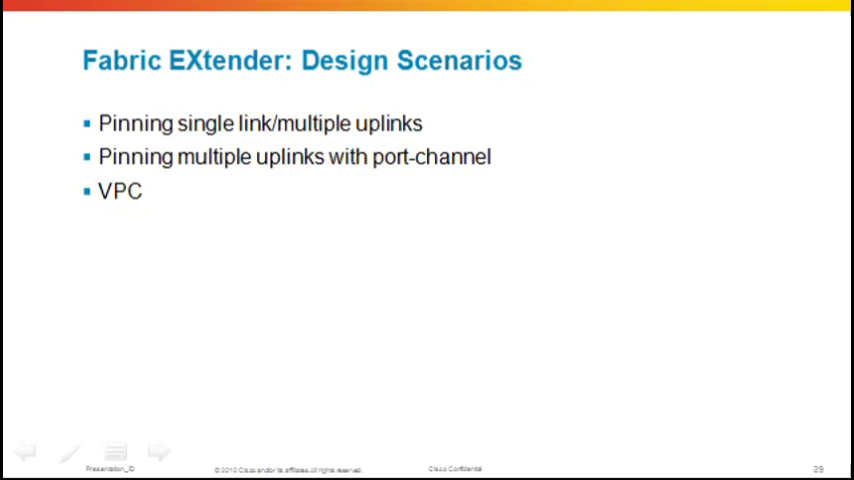 Fabric EXtender: Design Scenarios
Pinning single link/multiple uplinks
Pinning multiple uplinks with port-channel
VPC
Presentation_ID
© 2010 Cisco and/or its affiliates. All rights reserved.
Cisco Confidential
39